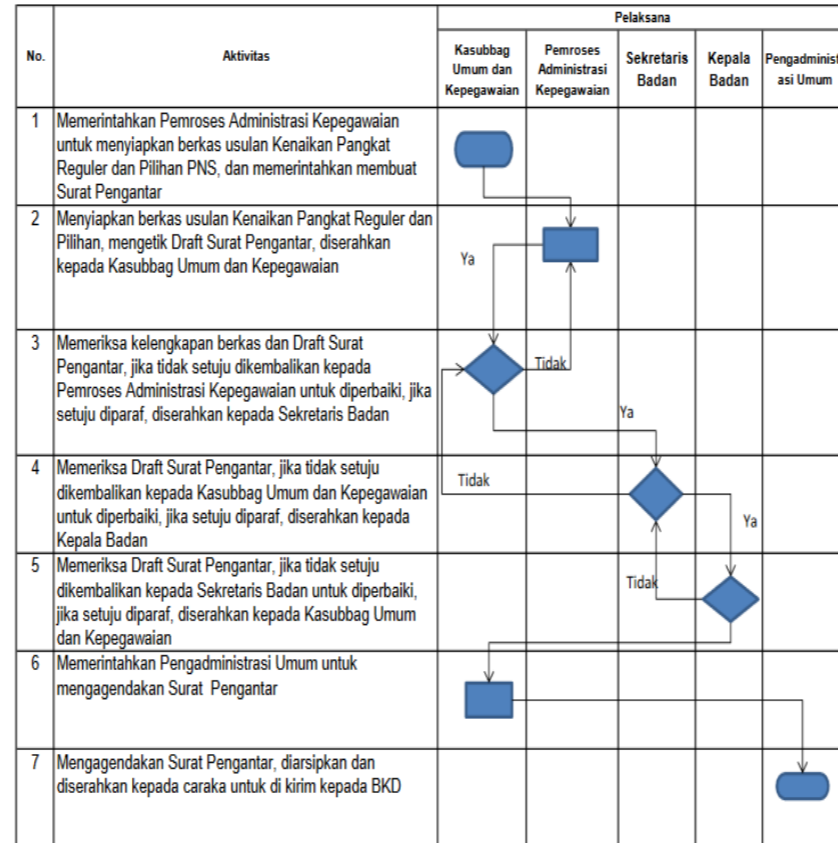 Pelaksana
No.
Aktivitas
Kasubbag
Umum dan
Kepegawaian
Pemroses
Administrasi
Kepegawaian
Sekretaris
Badan
Kepala
Badan
Pengadminist
asi Umum
1
Memerintahkan Pemroses Administrasi Kepegawaian
untuk menyiapkan berkas usulan Kenaikan Pangkat
Reguler dan Pilihan PNS, dan memerintahkan membuat
Surat Pengantar
2
Menyiapkan berkas usulan Kenaikan Pangkat Reguler dan
Pilihan, mengetik Draft Surat Pengantar, diserahkan
kepada Kasubbag Umum dan Kepegawaian
Ya
3
Memeriksa kelengkapan berkas dan Draft Surat
Pengantar, jika tidak setuju dikembalikan kepada
Pemroses Administrasi Kepegawaian untuk diperbaiki, jika
setuju diparaf, diserahkan kepada Sekretaris Badan
Tidak
Ya
4
Memeriksa Draft Surat Pengantar, jika tidak setuju
dikembalikan kepada Kasubbag Umum dan Kepegawaian
untuk diperbaiki, jika setuju diparaf, diserahkan kepada
Kepala Badan
Tidak
Ya
5
Memeriksa Draft Surat Pengantar, jika tidak setuju
dikembalikan kepada Sekretaris Badan untuk diperbaiki,
jika setuju diparaf, diserahkan kepada Kasubbag Umum
dan Kepegawaian
Tidak
6
Memerintahkan Pengadministrasi Umum untuk
mengagendakan Surat Pengantar
7
Mengagendakan Surat Pengantar, diarsipkan dan
diserahkan kepada caraka untuk di kirim kepada BKD